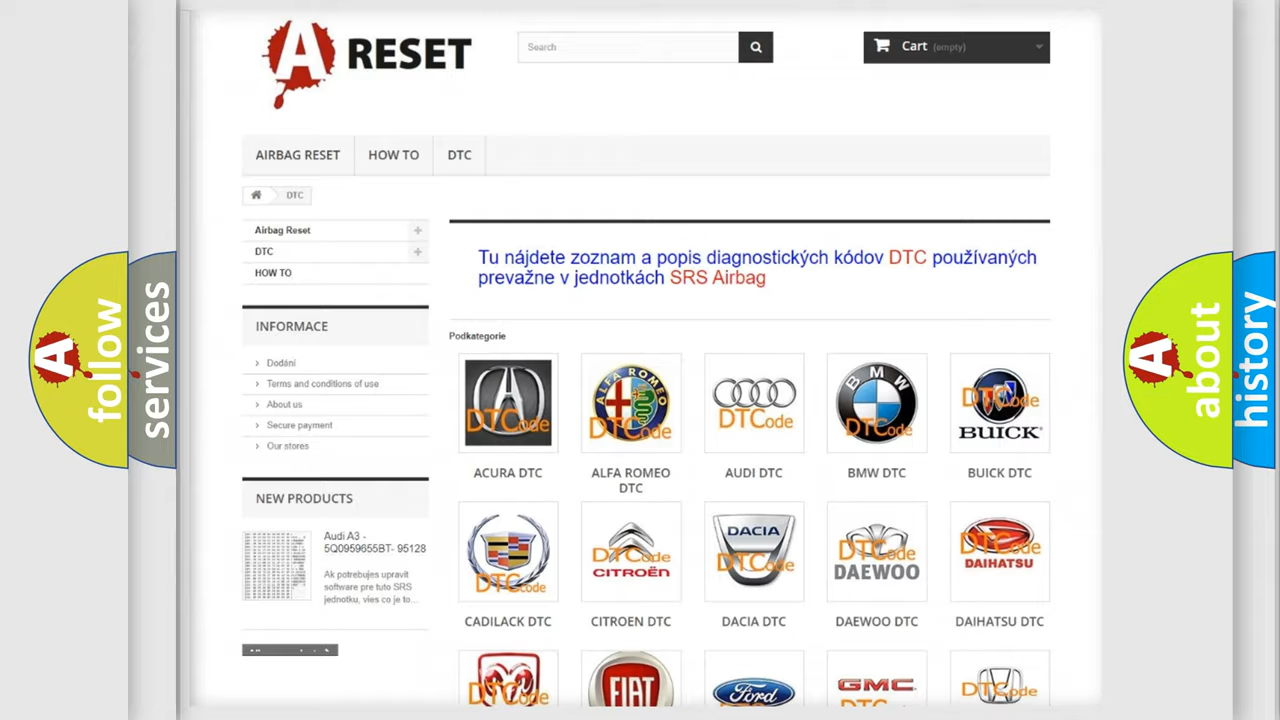 A RESET
Search
Cart (empty)
AIRBAG RESET
HOW TO
DTC
DTC
Airbag Reset
DTC
HOW TO
Tu nájdete zoznam a popis diagnostických kódov DTC používaných
prevažne v jednotkách SRS Airbag
INFORMACE
Dodání
Terms and conditions of use
About us
Secure payment
Our stores
NEW PRODUCTS
Audi A3 -
5Q0959655BT- 95128
Ak potrebujes upravit
software pre tuto SRS
jednotku, vies co je to...
Podkategorie
DTCode
ALFA ROMEO
DTCode
DTCode
BMW
DTCode
DTCode
BUICK
ACURA DTC
ALFA ROMEO
DTC
AUDI DTC
BMW DTC
BUICK DTC
DTCode
DTCode
CITROËN
DACIA
DTCode
DTCode
DAEWOO
DTCode
DAIHATSU
CADILACK DTC
CITROEN DTC
DACIA DTC
DAEWOO DTC
DAIHATSU DTC
DTCode
FIAT
Ford
GMC
DTCode
A follow
services
A about
history